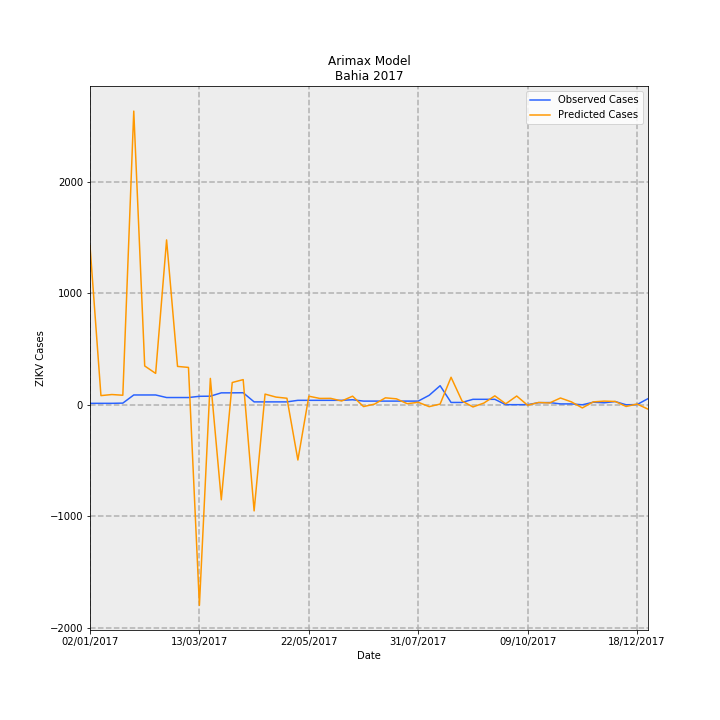 Arimax Model
Bahia 2017
Observed Cases
Predicted Cases
2000
1000
0
−1000
−2000
ZIKV Cases
02/01/2017 13/03/2017 22/05/2017 31/07/2017 09/10/2017 18/12/2017
Date